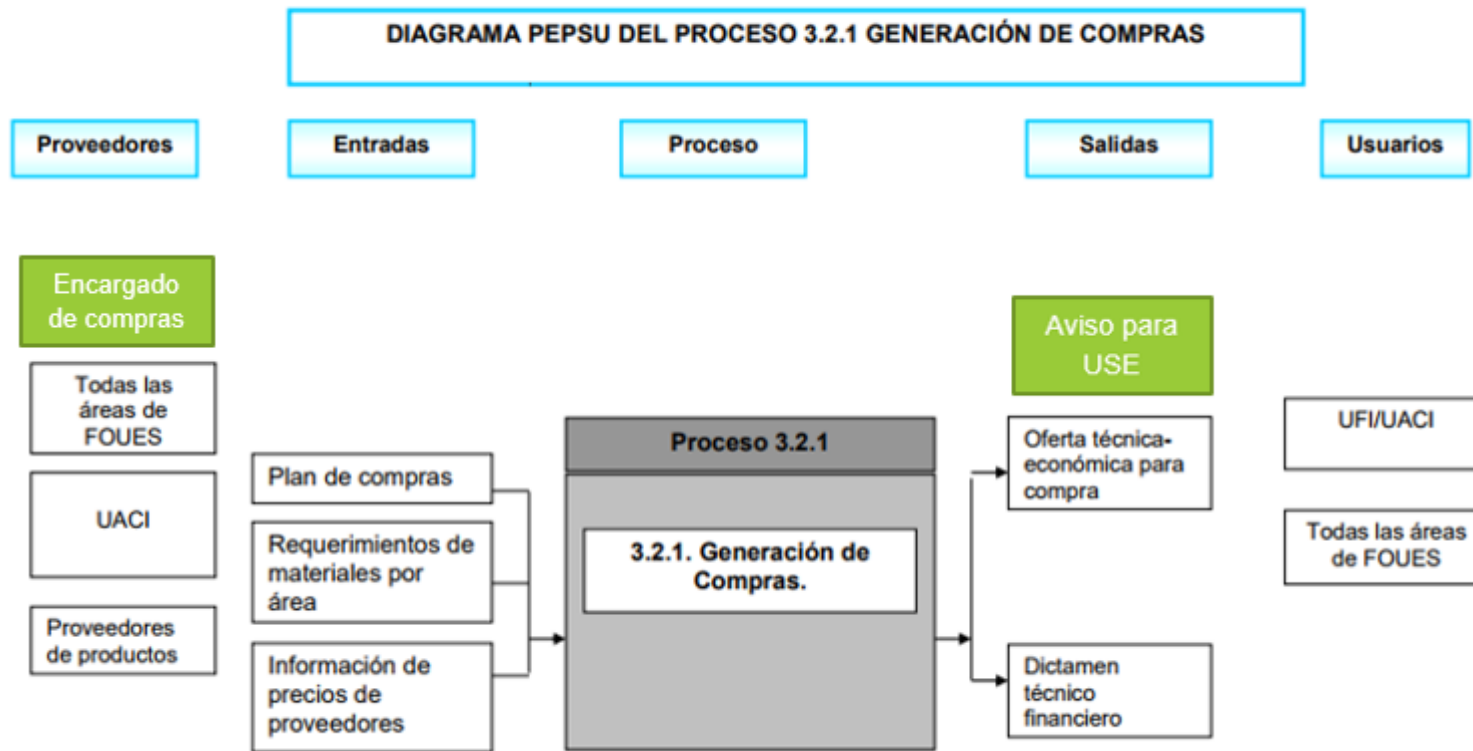 DIAGRAMA PEPSU DEL PROCESO 3.2.1 GENERACIÓN DE COMPRAS
Proveedores
Entradas
Proceso
Salidas
Usuarios
Encargado
de compras
Todas las
áreas de
FOUES
UACI
Proveedores
de productos
Plan de compras
Requerimientos de
materiales por
área
Información de
precios de
proveedores
Proceso 3.2.1
3.2.1. Generación de
Compras.
Aviso para
USE
Oferta técnica-
económica para
compra
Dictamen
técnico
financiero
UFI/UACI
Todas las áreas
de FOUES